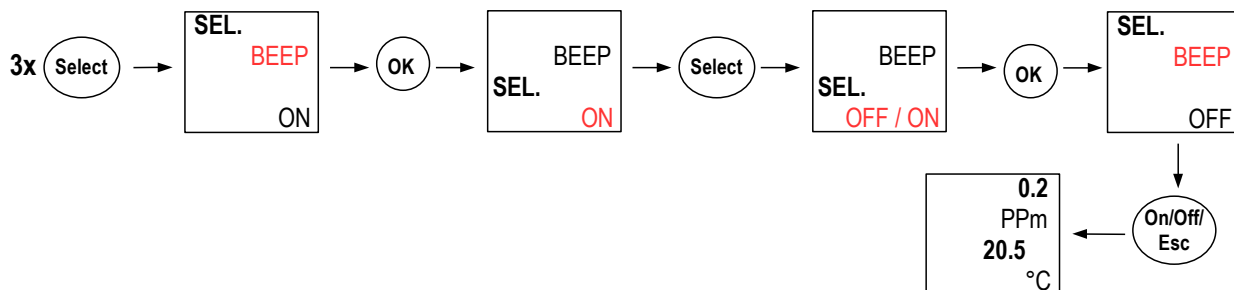 3x
Select
SEL.
BEEP
ON
OK
BEEP
SEL.
ON
Select
BEEP
SEL.
OFF / ON
OK
SEL.
BEEP
OFF
On/Off/
Esc
0.2
PPm
20.5
°C